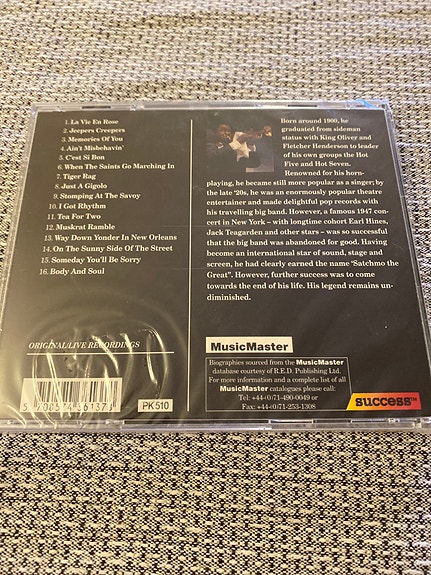 1. La Vie En Rose
2. Jeepers Creepers
3. Memories Of You
4. Ain't Misbehavin'
5. C'est Si Bon
6. When The Saints Go Marching In
7. Tiger Rag
8. Just A Gigolo
9. Stomping At The Savoy
10. I Got Rhythm
11. Tea For Two
12. Muskrat Ramble
13. Way Down Yonder In New Orleans
14. On The Sunny Side Of The Street
15. Someday You'll Be Sorry
16. Body And Soul
ORIGINAL/LIVE RECORDINGS
PK 510
Born around 1900, he
graduated from sideman
status with King Oliver and
Fletcher Henderson to leader
of his own groups the Hot
Five and Hot Seven.
Renowned for his horn-
playing, he became still more popular as a singer; by
the late '20s, he was an enormously popular theatre
entertainer and made delightful pop records with
his travelling big band. However, a famous 1947 con-
cert in New York – with longtime cohort Earl Hines,
Jack Teagarden and other stars – was so successful
that the big band was abandoned for good. Having
become an international star of sound, stage and
screen, he had clearly earned the name "Satchmo the
Great". However, further success was to come
towards the end of his life. His legend remains un-
diminished.
MusicMaster
Biographies sourced from the MusicMaster
database courtesy of R.E.D. Publishing Ltd.
For more information and a complete list of all
MusicMaster catalogues please call:
Tel: +44-(0)71-490-0049 or
Fax: +44-(0)71-253-1308
success™